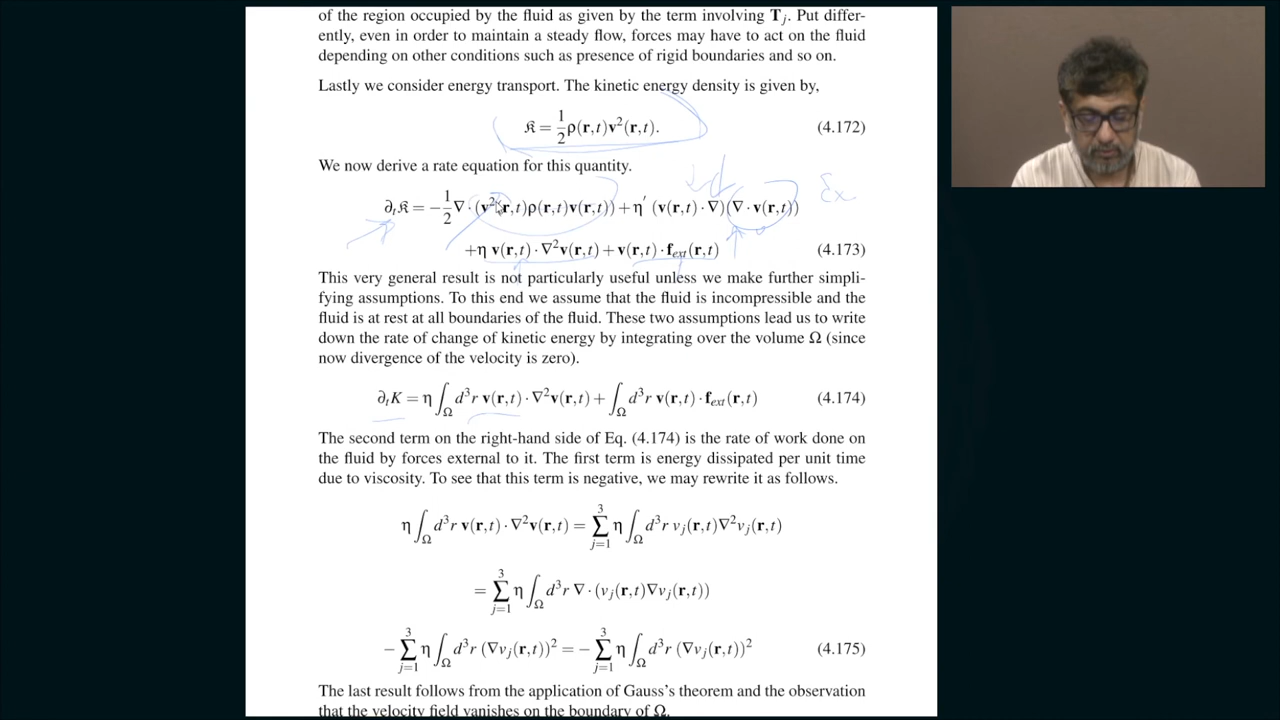 of the region occupied by the fluid as given by the term involving T_j. Put differ-
ently, even in order to maintain a steady flow, forces may have to act on the fluid
depending on other conditions such as presence of rigid boundaries and so on.
Lastly we consider energy transport. The kinetic energy density is given by,
𝔎 = 1/2 ρ(r,t)v²(r,t). (4.172)
We now derive a rate equation for this quantity.
∂_t𝔎 = −1/2 ∇·(v²(r,t)ρ(r,t)v(r,t)) + η′ (v(r,t)·∇)(∇·v(r,t))
+η v(r,t)·∇²v(r,t) + v(r,t)·f_ext(r,t) (4.173)
This very general result is not particularly useful unless we make further simpli-
fying assumptions. To this end we assume that the fluid is incompressible and the
fluid is at rest at all boundaries of the fluid. These two assumptions lead us to write
down the rate of change of kinetic energy by integrating over the volume Ω (since
now divergence of the velocity is zero).
∂_tK = η ∫_Ω d³r v(r,t)·∇²v(r,t) + ∫_Ω d³r v(r,t)·f_ext(r,t) (4.174)
The second term on the right-hand side of Eq. (4.174) is the rate of work done on
the fluid by forces external to it. The first term is energy dissipated per unit time
due to viscosity. To see that this term is negative, we may rewrite it as follows.
η ∫_Ω d³r v(r,t)·∇²v(r,t) = ∑_{j=1}^{3} η ∫_Ω d³r v_j(r,t)∇²v_j(r,t)
= ∑_{j=1}^{3} η ∫_Ω d³r ∇·(v_j(r,t)∇v_j(r,t))
− ∑_{j=1}^{3} η ∫_Ω d³r (∇v_j(r,t))² = − ∑_{j=1}^{3} η ∫_Ω d³r (∇v_j(r,t))² (4.175)
The last result follows from the application of Gauss's theorem and the observation
that the velocity field vanishes on the boundary of Ω.